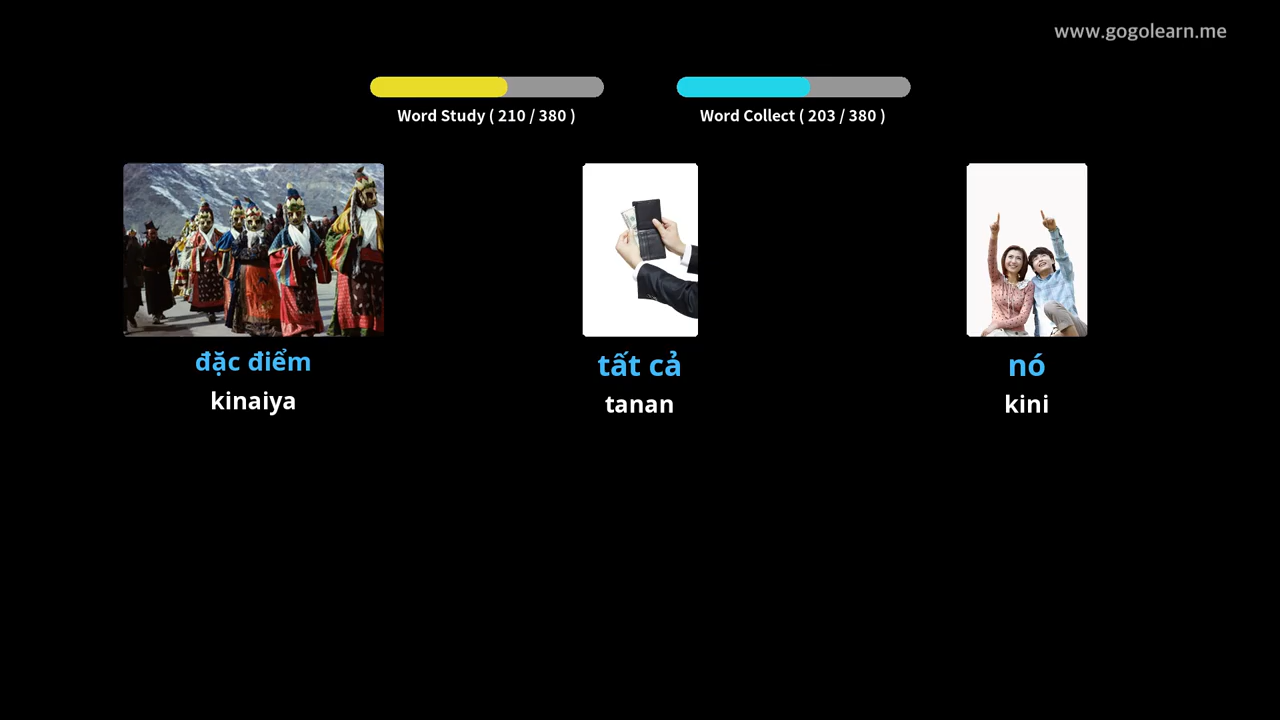 www.gogolearn.me
Word Study ( 210 / 380 )
Word Collect ( 203 / 380 )
đặc điểm
kinaiya
tất cả
tanan
nó
kini